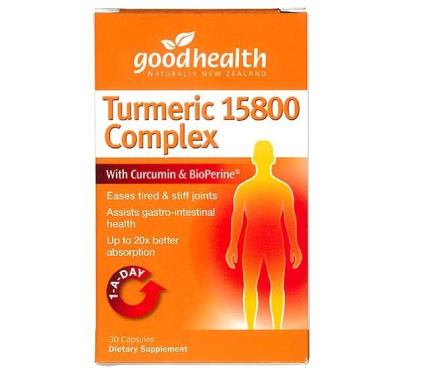 goodhealth
NATURALLY NEW ZEALAND
Turmeric 15800
Complex
With Curcumin & BioPerine®
Eases tired & stiff joints
Assists gastro-intestinal
health
Up to 20x better
absorption
1-A-DAY
30 Capsules
Dietary Supplement